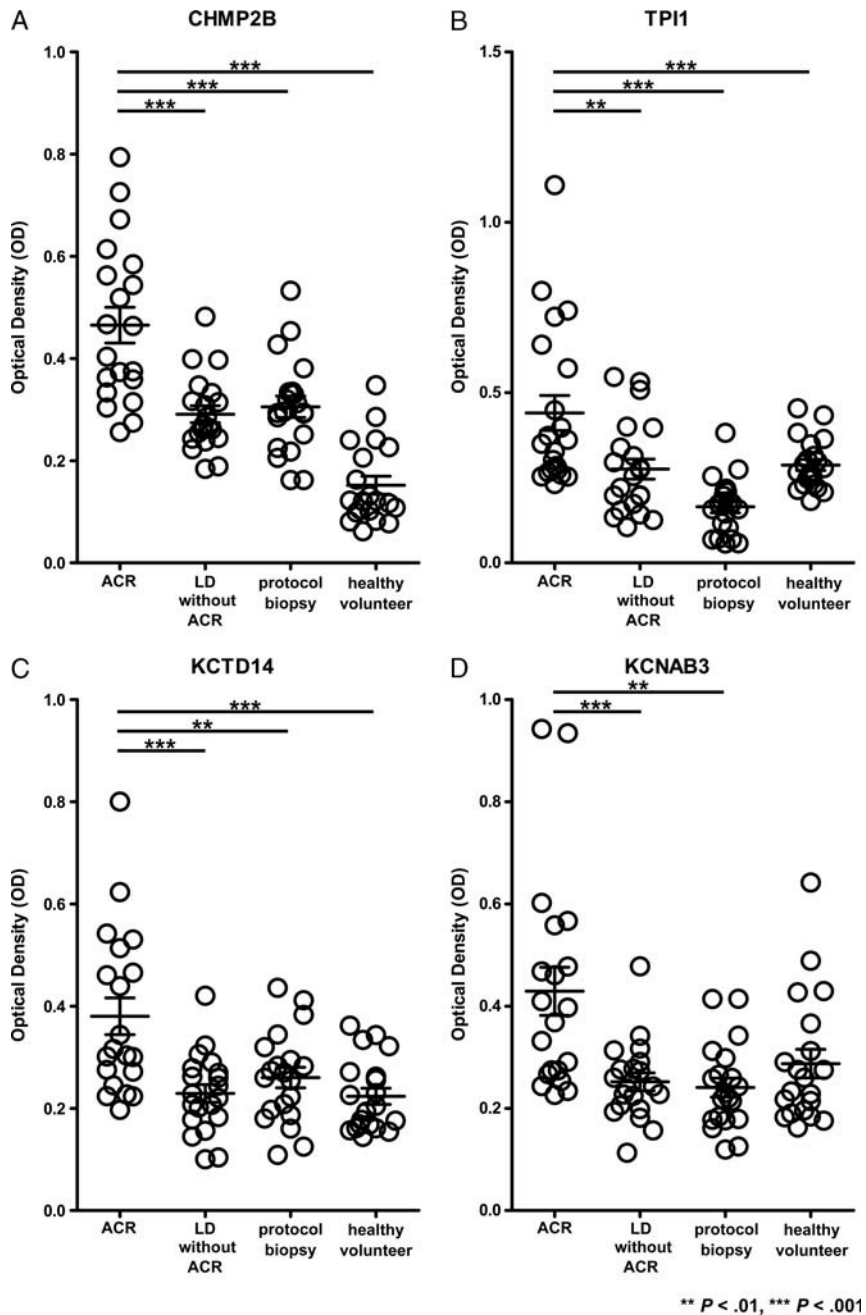 A
CHMP2B
1.0
0.8
0.6
0.4
0.2
0.0
Optical Density (OD)
***
***
***
ACR
LD
without
ACR
protocol
biopsy
healthy
volunteer
B
TPI1
1.5
1.0
0.5
0.0
Optical Density (OD)
***
***
**
ACR
LD
without
ACR
protocol
biopsy
healthy
volunteer
C
KCTD14
1.0
0.8
0.6
0.4
0.2
0.0
Optical Density (OD)
***
**
***
ACR
LD
without
ACR
protocol
biopsy
healthy
volunteer
D
KCNAB3
1.0
0.8
0.6
0.4
0.2
0.0
Optical Density (OD)
**
***
ACR
LD
without
ACR
protocol
biopsy
healthy
volunteer
** P < .01, *** P < .001